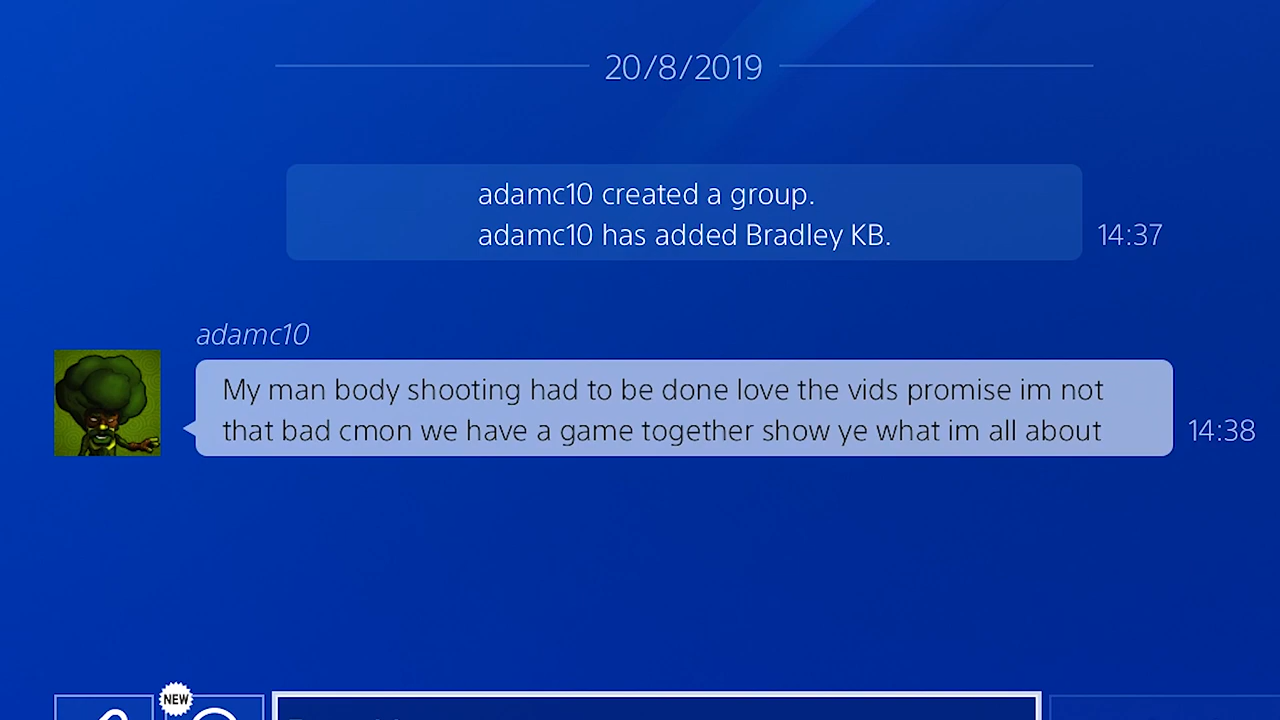 20/8/2019
adamc10 created a group.
adamc10 has added Bradley KB.
14:37
adamc10
My man body shooting had to be done love the vids promise im not
that bad cmon we have a game together show ye what im all about
14:38
NEW